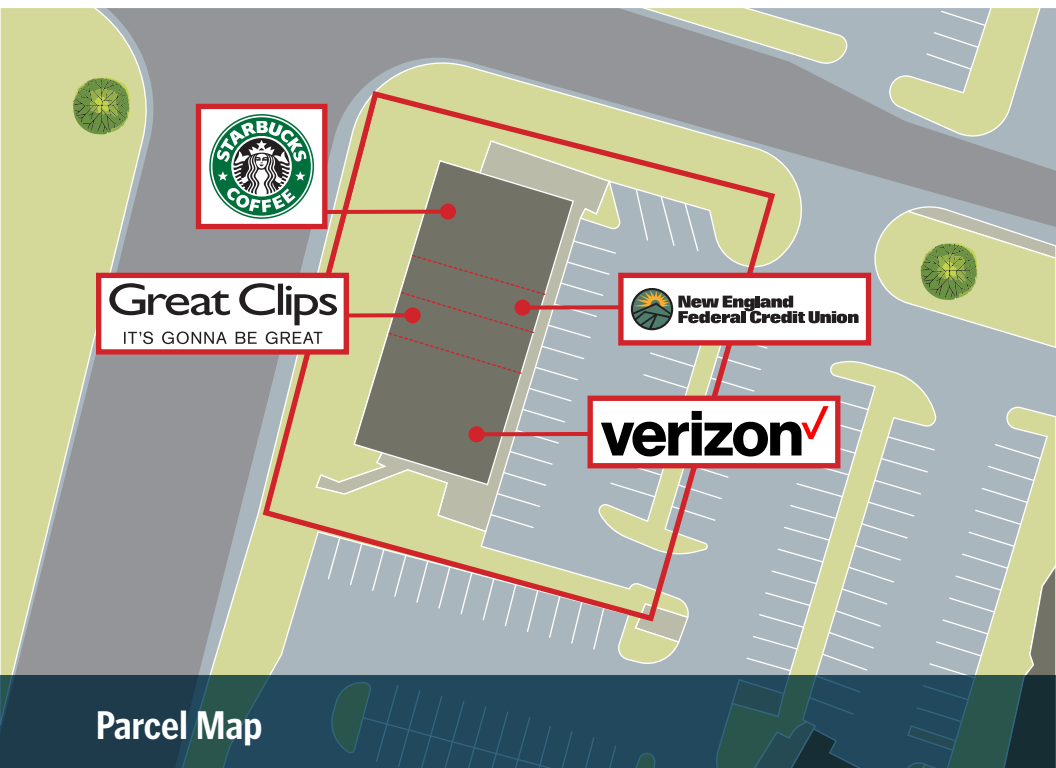 STARBUCKS
COFFEE
Great Clips
IT'S GONNA BE GREAT
New England
Federal Credit Union
verizon
Parcel Map